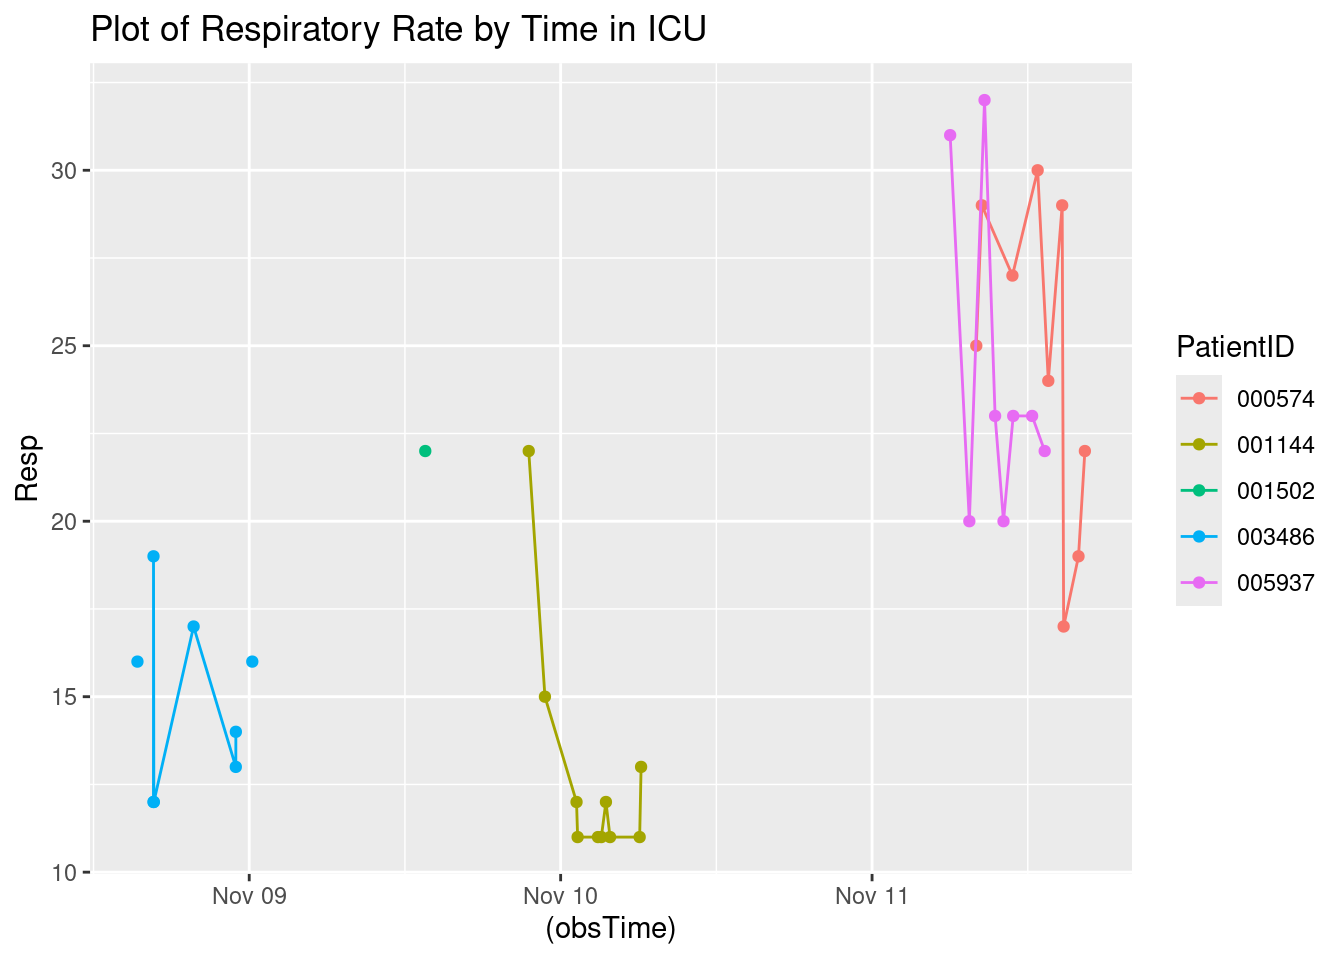 Plot of Respiratory Rate by Time in ICU
30
25
20
15
10
Resp
Nov 09
Nov 10
Nov 11
(obsTime)
PatientID
000574
001144
001502
003486
005937